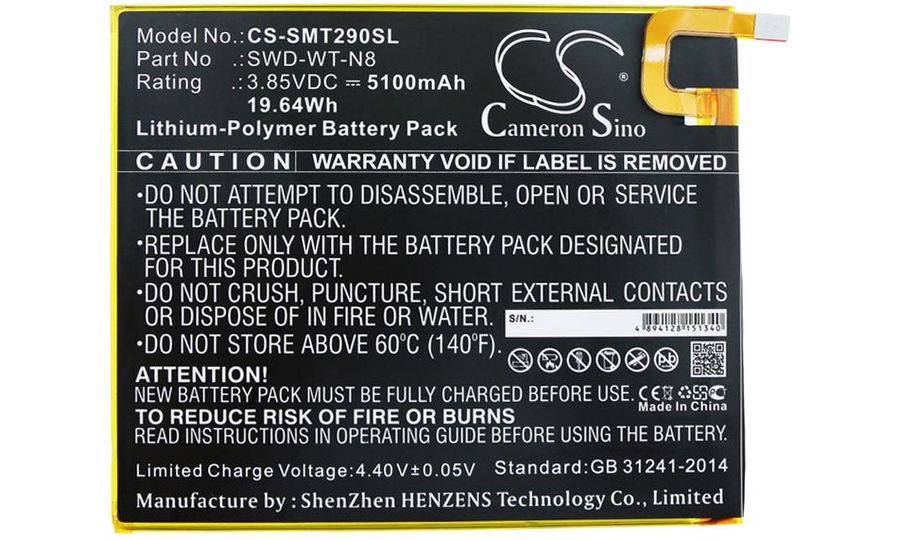 Model No.:CS-SMT290SL
Part No .:SWD-WT-N8
Rating .:3.85VDC ⎓ 5100mAh
19.64Wh
Lithium-Polymer Battery Pack
CS ®
Cameron Sino
CAUTION WARRANTY VOID IF LABEL IS REMOVED
•DO NOT ATTEMPT TO DISASSEMBLE, OPEN OR SERVICE
THE BATTERY PACK.
•REPLACE ONLY WITH THE BATTERY PACK DESIGNATED
FOR THIS PRODUCT.
•DO NOT CRUSH, PUNCTURE, SHORT EXTERNAL CONTACTS
OR DISPOSE OF IN FIRE OR WATER.
S/N.:
4 894128 151340
•DO NOT STORE ABOVE 60°C (140°F).
Pb
ATTENTION:
NEW BATTERY PACK MUST BE FULLY CHARGED BEFORE USE.
CE
Made In China
TO REDUCE RISK OF FIRE OR BURNS
READ INSTRUCTIONS IN OPERATING GUIDE BEFORE USING THE BATTERY.
Limited Charge Voltage:4.40V±0.05V Standard:GB 31241-2014
Manufacture by : ShenZhen HENZENS Technology Co., Limited